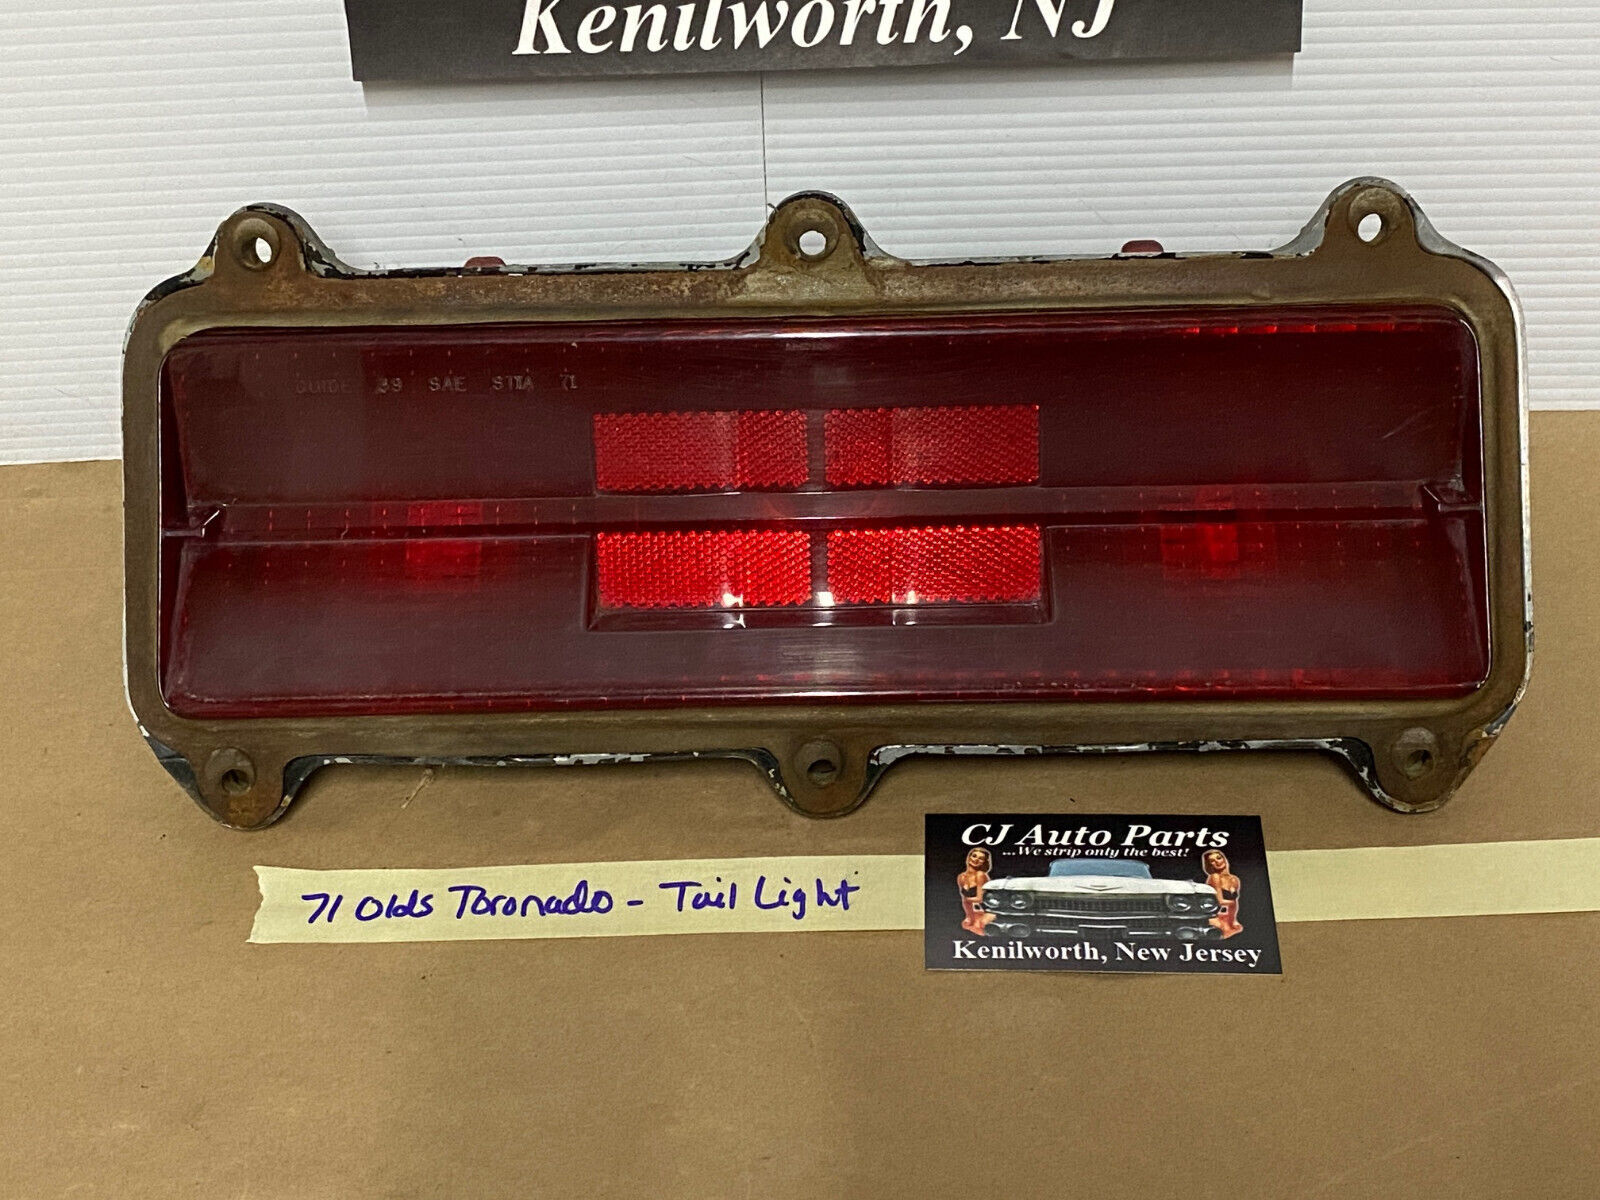 Kenilworth, NJ
GUIDE 39 SAE STIA 71
71 Olds Toronado - Tail Light
CJ Auto Parts
...We strip only the best!
Kenilworth, New Jersey